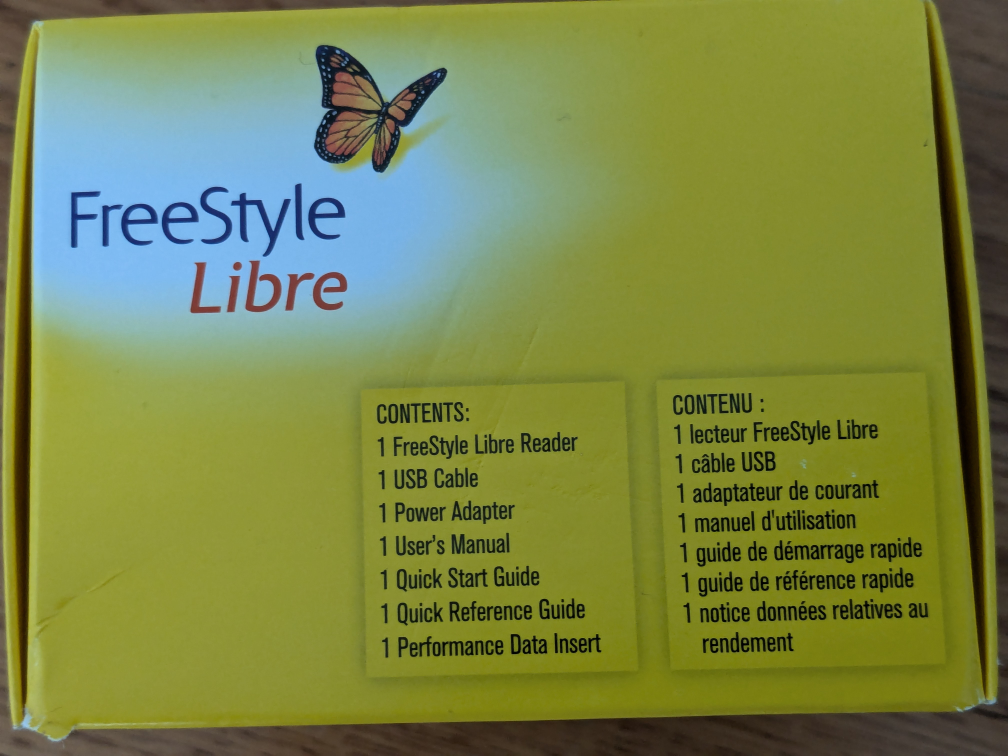 FreeStyle
Libre
CONTENTS:
1 FreeStyle Libre Reader
1 USB Cable
1 Power Adapter
1 User's Manual
1 Quick Start Guide
1 Quick Reference Guide
1 Performance Data Insert
CONTENU :
1 lecteur FreeStyle Libre
1 câble USB
1 adaptateur de courant
1 manuel d'utilisation
1 guide de démarrage rapide
1 guide de référence rapide
1 notice données relatives au
rendement